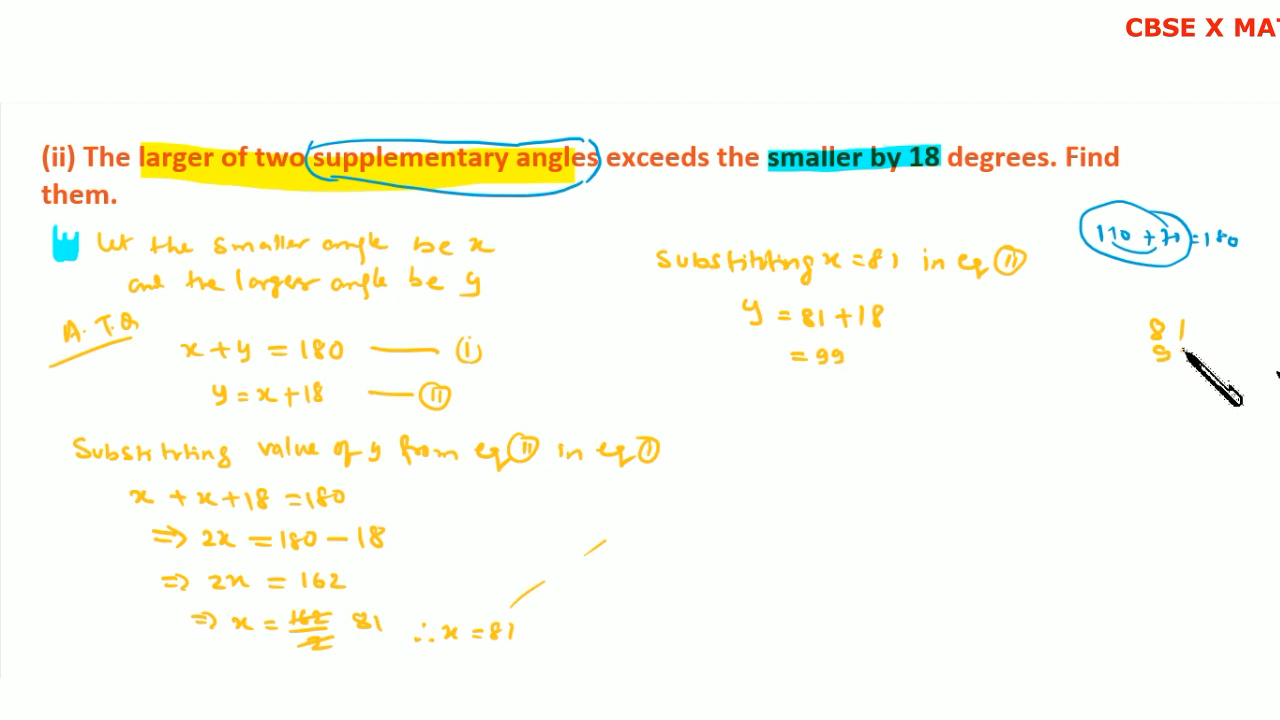 CBSE X MAT
(ii) The larger of two supplementary angles exceeds the smaller by 18 degrees. Find
them.
Let the smaller angle be x
and the larger angle be y
A.T.Q
x + y = 180 —— (i)
y = x + 18 —— (ii)
Substituting value of y from eq (ii) in eq (i)
x + x + 18 = 180
⇒ 2x = 180 - 18
⇒ 2x = 162
⇒ x = 162/2 81 ∴ x = 81
Substituting x = 81 in eq (ii)
y = 81 + 18
= 99
110 + 70 = 180
81
9